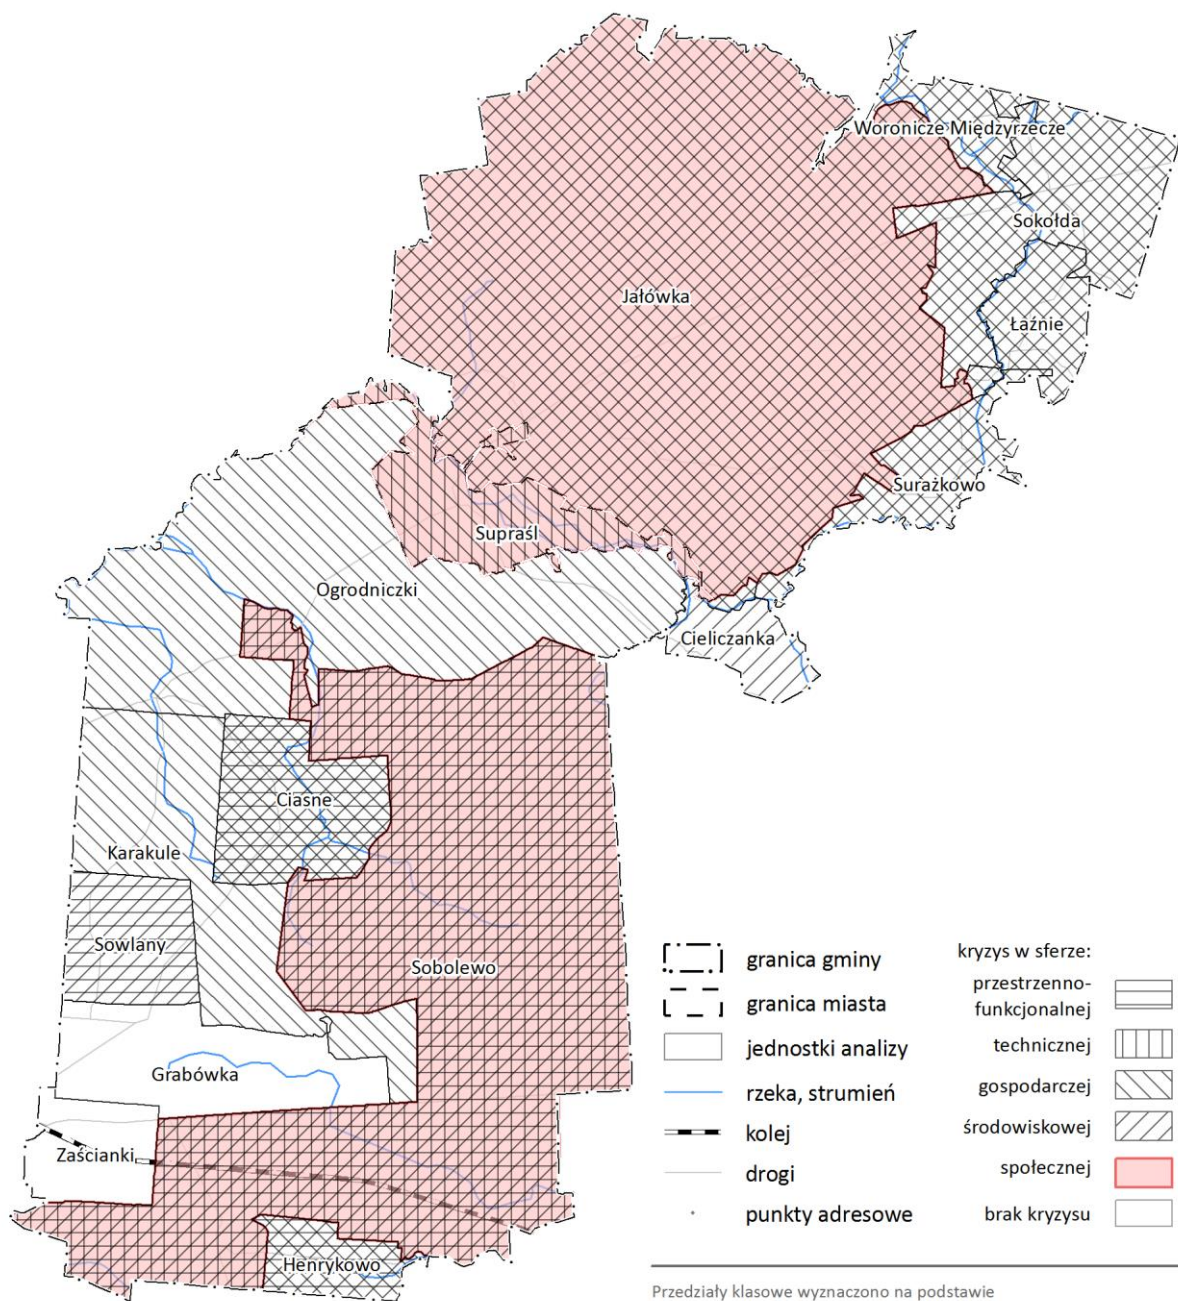 Woronicze Międzyrzecze
Sokołda
Jałówka
Łaźnie
Surażkowo
Supraśl
Ogrodniczki
Cieliczanka
Ciasne
Karakule
Sowlany
Sobolewo
Grabówka
Zaścianki
Henrykowo
granica gminy
granica miasta
jednostki analizy
rzeka, strumień
kolej
drogi
punkty adresowe
kryzys w sferze:
przestrzenno-
funkcjonalnej
technicznej
gospodarczej
środowiskowej
społecznej
brak kryzysu
Przedziały klasowe wyznaczono na podstawie